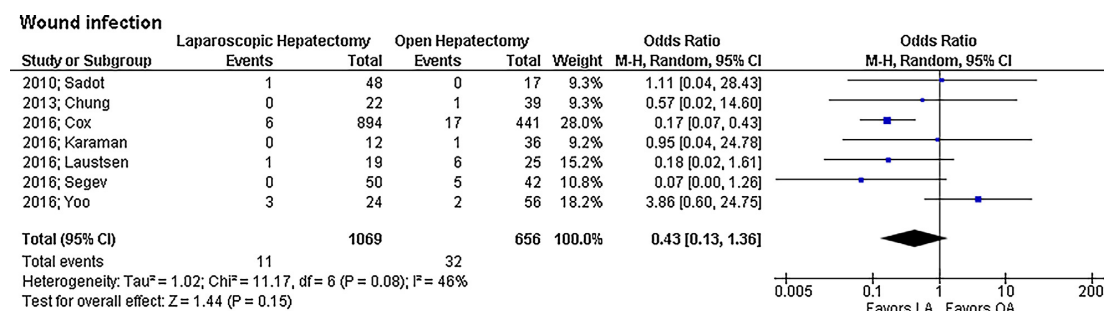 Wound infection
Laparoscopic Hepatectomy Open Hepatectomy Odds Ratio Odds Ratio
Study or Subgroup Events Total Events Total Weight M-H, Random, 95% CI M-H, Random, 95% CI
2010; Sadot 1 48 0 17 9.3% 1.11 [0.04, 28.43]
2013; Chung 0 22 1 39 9.3% 0.57 [0.02, 14.60]
2016; Cox 6 894 17 441 28.0% 0.17 [0.07, 0.43]
2016; Karaman 0 12 1 36 9.2% 0.95 [0.04, 24.78]
2016; Laustsen 1 19 6 25 15.2% 0.18 [0.02, 1.61]
2016; Segev 0 50 5 42 10.8% 0.07 [0.00, 1.26]
2016; Yoo 3 24 2 56 18.2% 3.86 [0.60, 24.75]
Total (95% CI) 1069 656 100.0% 0.43 [0.13, 1.36]
Total events 11 32
Heterogeneity: Tau² = 1.02; Chi² = 11.17, df = 6 (P = 0.08); I² = 46%
Test for overall effect: Z = 1.44 (P = 0.15)
0.005 0.1 1 10 200
Favors LA Favors OA